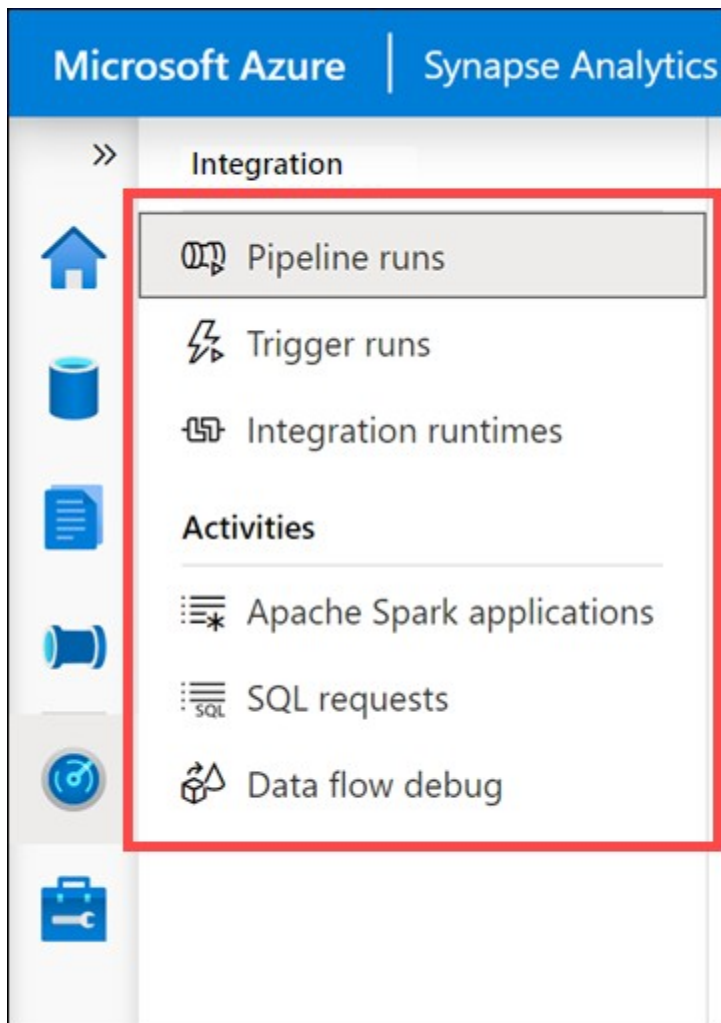 Microsoft Azure | Synapse Analytics
Integration
Pipeline runs
Trigger runs
Integration runtimes
Activities
Apache Spark applications
SQL requests
Data flow debug